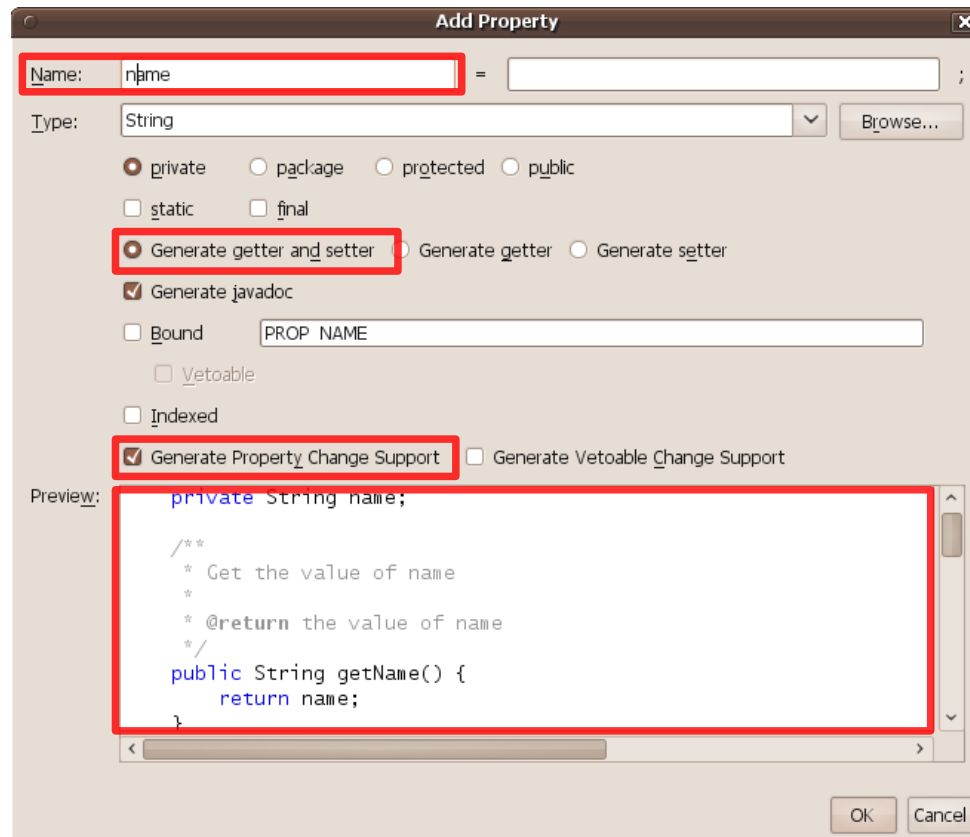 Add Property
Name: name = ;
Type: String Browse...
private package protected public
static final
Generate getter and setter Generate getter Generate setter
Generate javadoc
Bound PROP_NAME
Vetoable
Indexed
Generate Property Change Support Generate Vetoable Change Support
Preview: private String name;
/**
* Get the value of name
*
* @return the value of name
*/
public String getName() {
return name;
}
OK Cancel